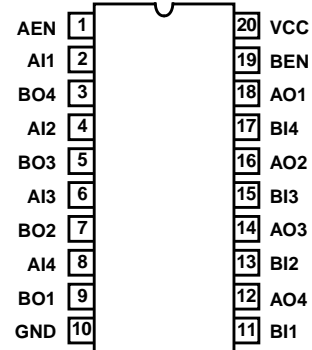 AEN 1 20 VCC
AI1 2 19 BEN
BO4 3 18 AO1
AI2 4 17 BI4
BO3 5 16 AO2
AI3 6 15 BI3
BO2 7 14 AO3
AI4 8 13 BI2
BO1 9 12 AO4
GND 10 11 BI1